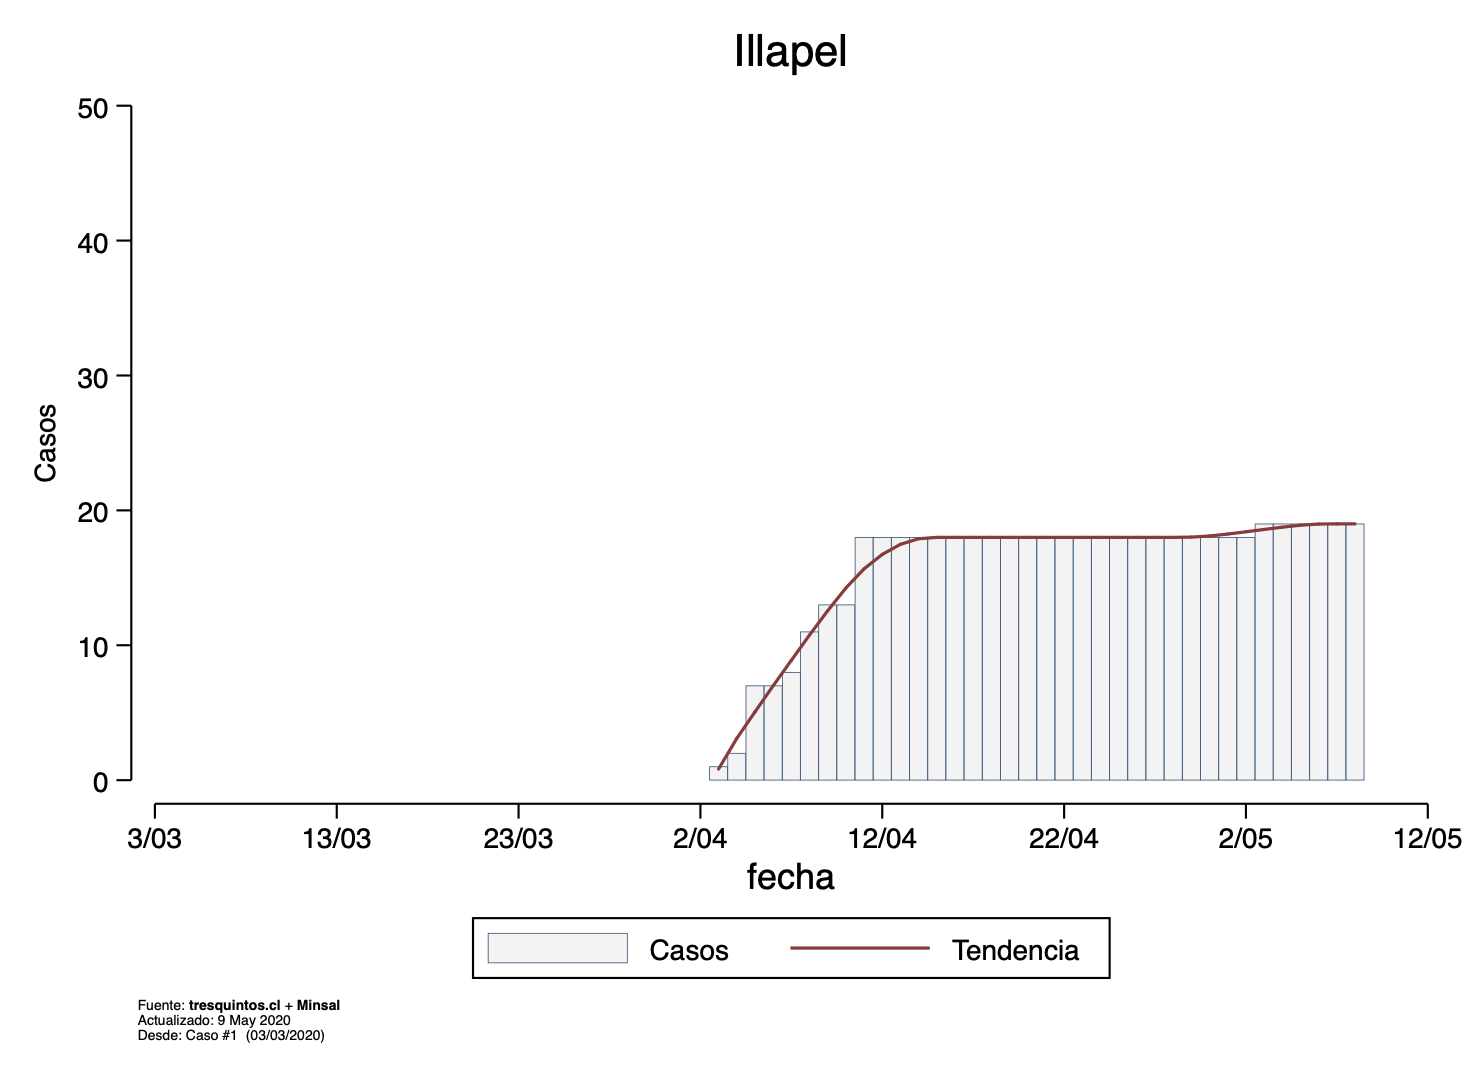 Illapel
50
40
30
20
10
0
Casos
3/03 13/03 23/03 2/04 12/04 22/04 2/05 12/05
fecha
Casos Tendencia
Fuente: tresquintos.cl + Minsal
Actualizado: 9 May 2020
Desde: Caso #1 (03/03/2020)